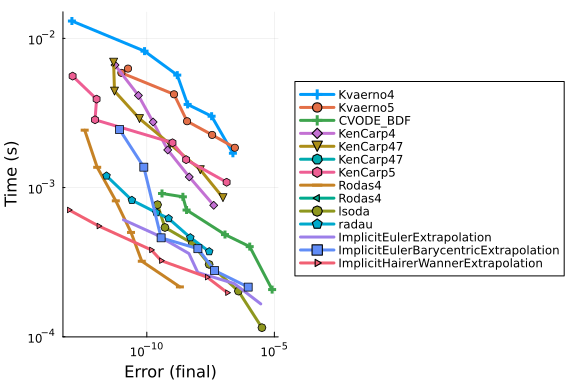 10⁻²
10⁻³
10⁻⁴
Time (s)
10⁻¹⁰
10⁻⁵
Error (final)
Kvaerno4
Kvaerno5
CVODE_BDF
KenCarp4
KenCarp47
KenCarp47
KenCarp5
Rodas4
Rodas4
lsoda
radau
ImplicitEulerExtrapolation
ImplicitEulerBarycentricExtrapolation
ImplicitHairerWannerExtrapolation